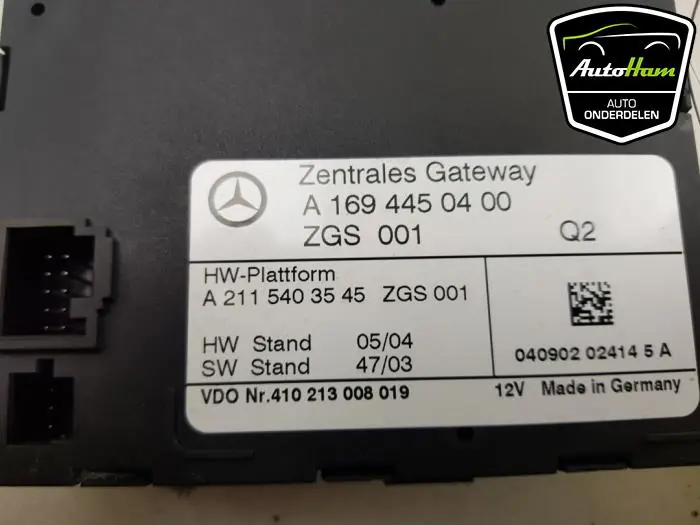 AutoHam
AUTO
ONDERDELEN
Zentrales Gateway
A 169 445 04 00
ZGS 001 Q2
HW-Plattform
A 211 540 35 45 ZGS 001
HW Stand 05/04
SW Stand 47/03
040902 02414 5 A
VDO Nr.410 213 008 019 12V Made in Germany